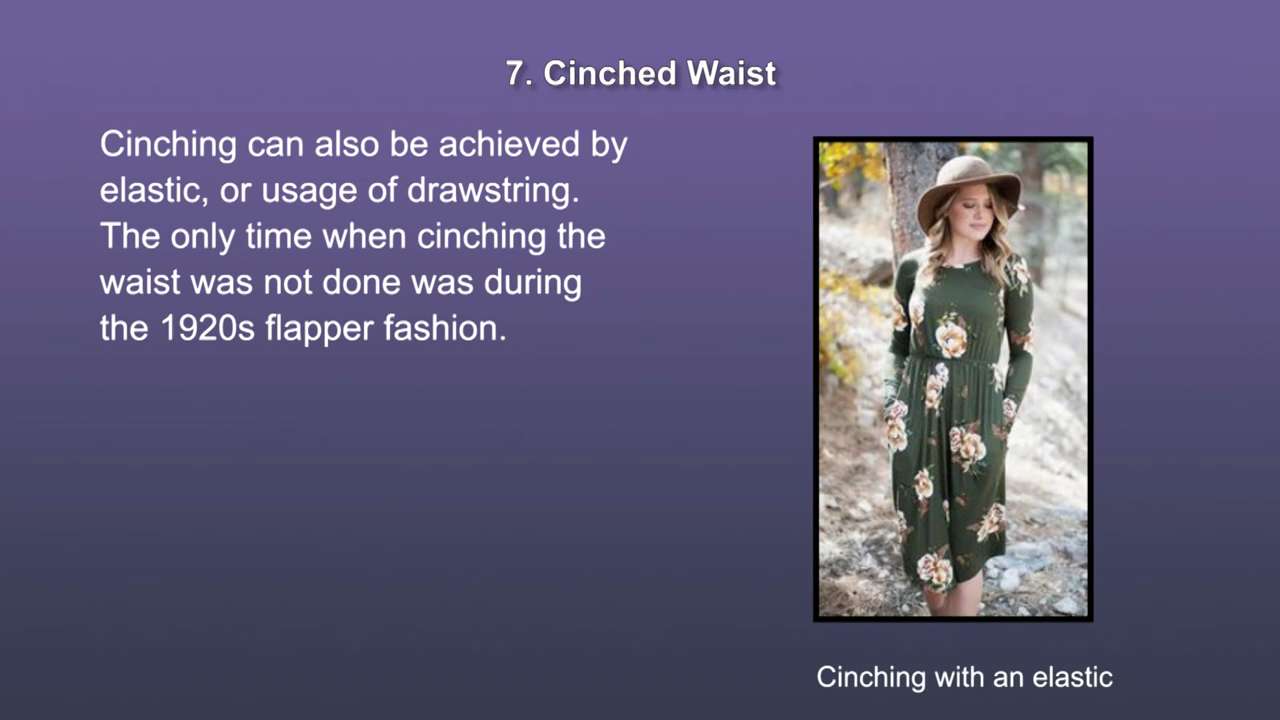 7. Cinched Waist
Cinching can also be achieved by
elastic, or usage of drawstring.
The only time when cinching the
waist was not done was during
the 1920s flapper fashion.
Cinching with an elastic